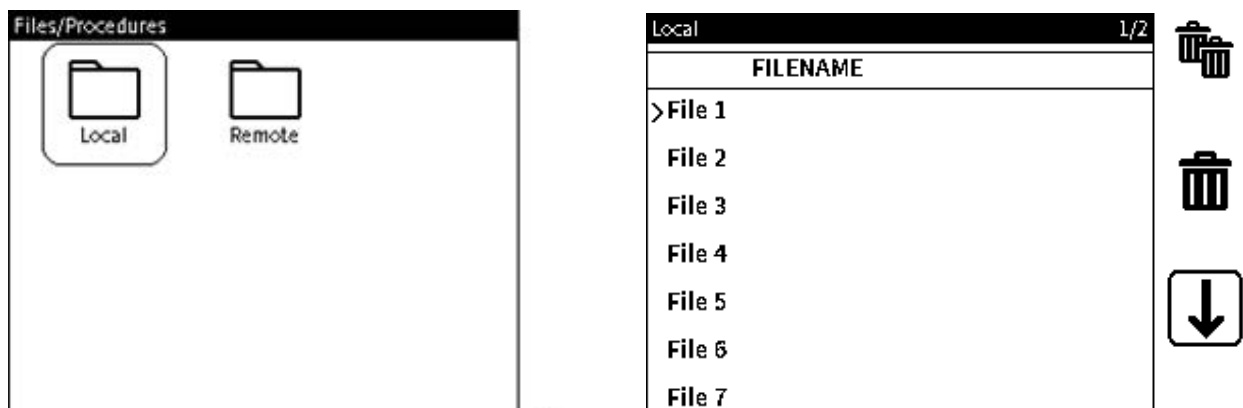 Files/Procedures
Local
Remote
Local 1/2
FILENAME
>File 1
File 2
File 3
File 4
File 5
File 6
File 7